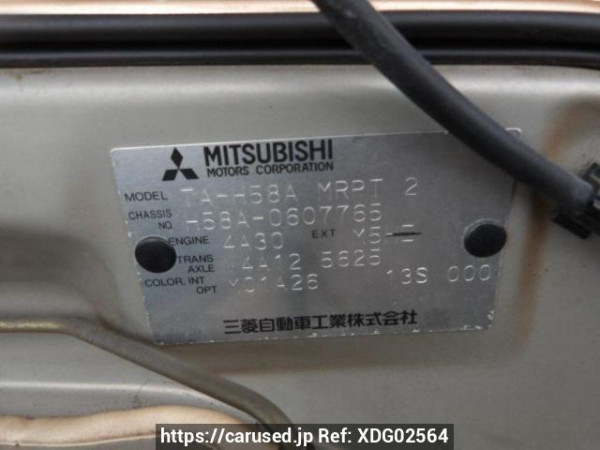 MITSUBISHI
MOTORS CORPORATION
MODEL TA-H58A MRPT 2
CHASSIS NO. H58A-0607765
ENGINE 4A30 EXT
TRANS AXLE 5625
COLOR, INT OPT 13S 000
三菱自動車工業株式会社
https://carused.jp Ref: XDG02564